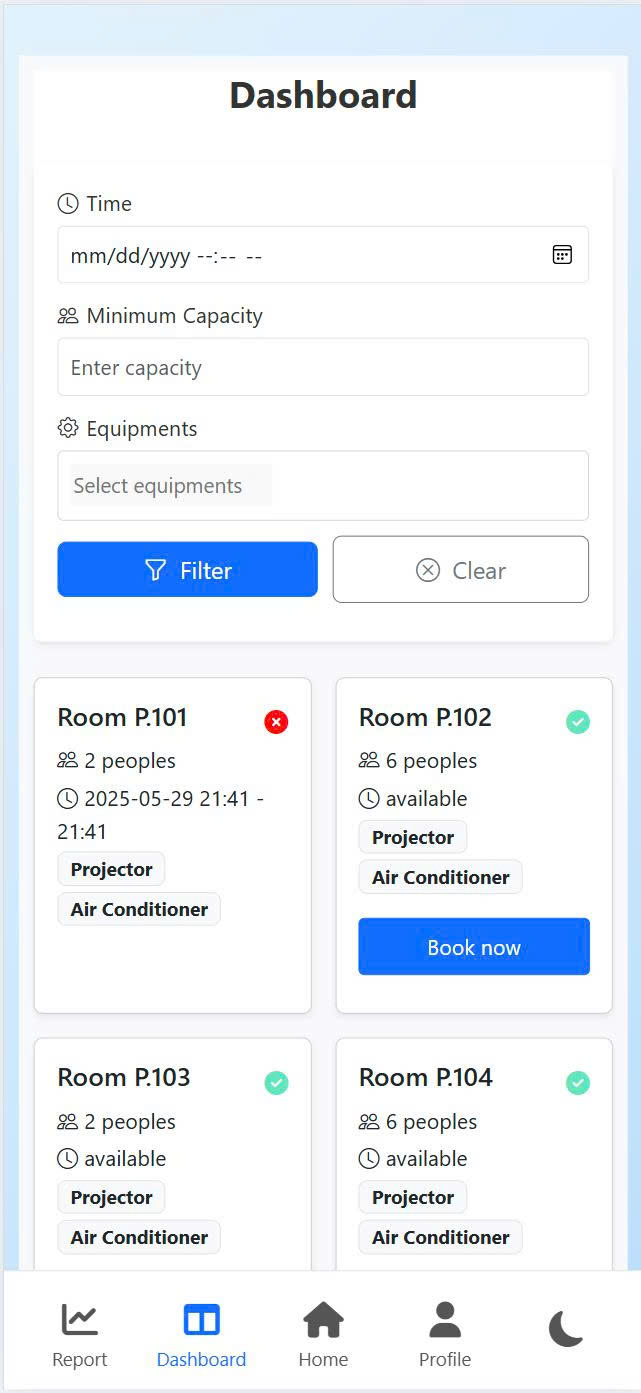 Dashboard
Time
mm/dd/yyyy --:-- --
Minimum Capacity
Enter capacity
Equipments
Select equipments
Filter
Clear
Room P.101
2 peoples
2025-05-29 21:41 -
21:41
Projector
Air Conditioner
Room P.102
6 peoples
available
Projector
Air Conditioner
Book now
Room P.103
2 peoples
available
Projector
Air Conditioner
Room P.104
6 peoples
available
Projector
Air Conditioner
Report
Dashboard
Home
Profile